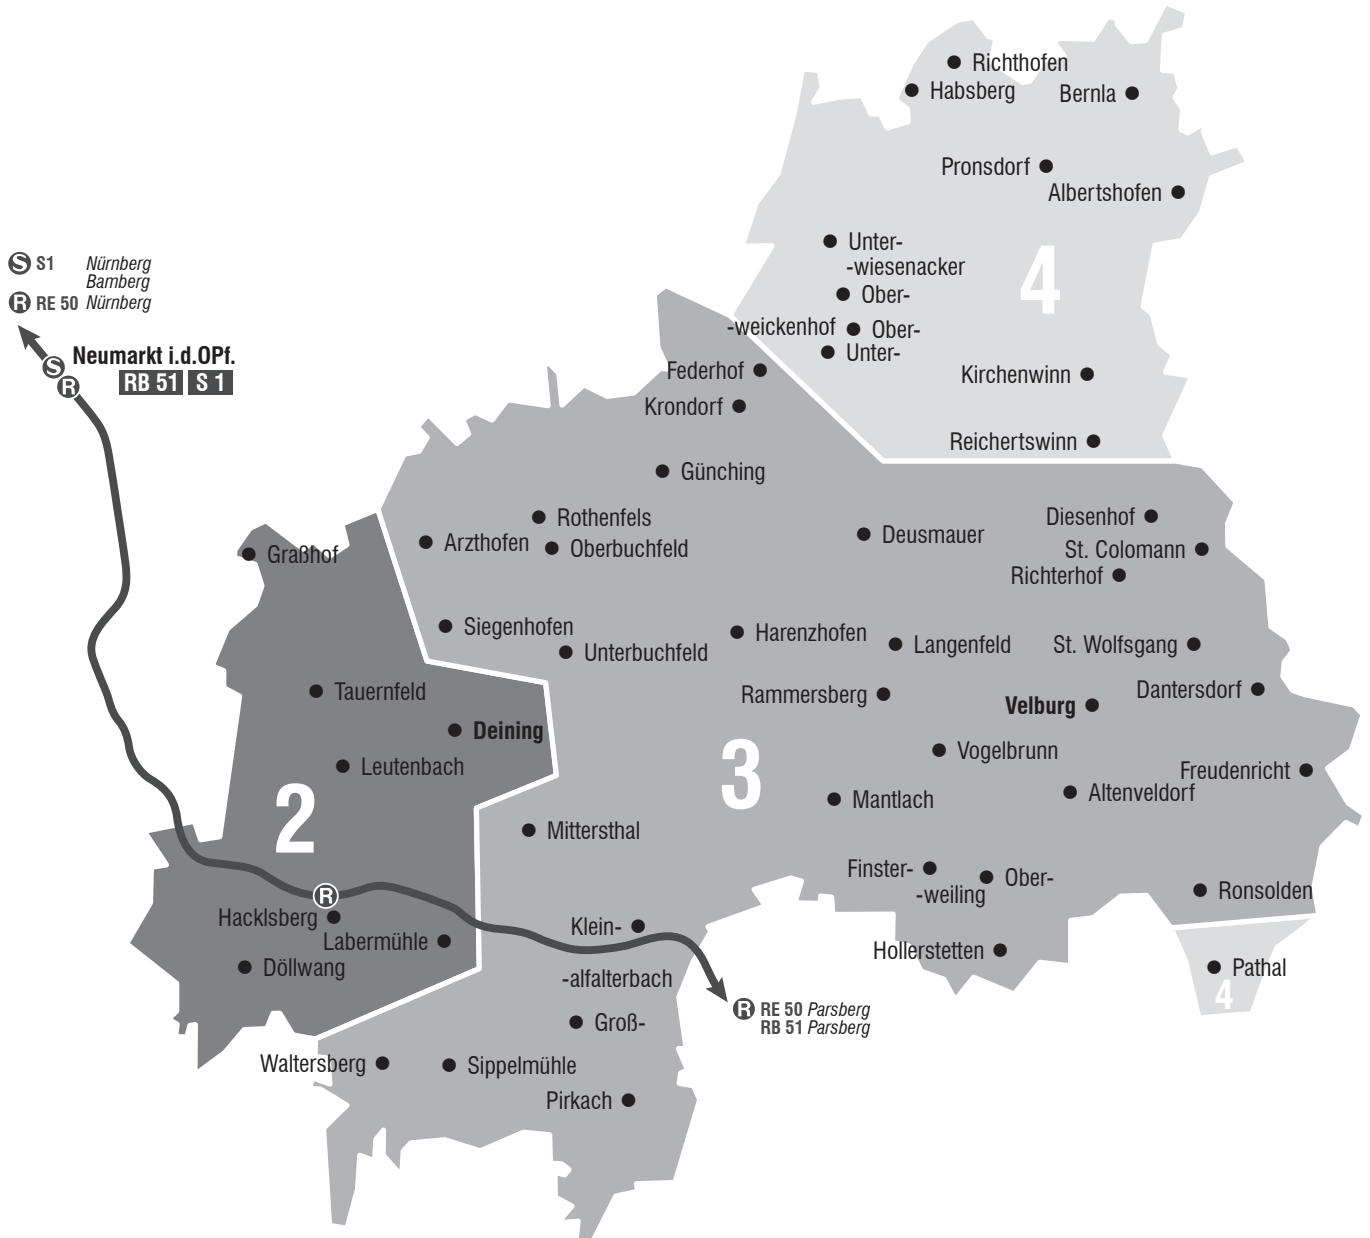 Richthofen
Habsberg
Bernla
Pronsdorf
Albertshofen
Unter-
-wiesenacker
Ober-
4
S S1 Nürnberg
Bamberg
R RE 50 Nürnberg
-weickenhof Ober-
Unter-
S Neumarkt i.d.OPf.
R RB 51 S 1
Federhof
Kirchenwinn
Krondorf
Reichertswinn
Günching
Rothenfels
Diesenhof
Arzthofen
Oberbuchfeld
Deusmauer
St. Colomann
Graßhof
Richterhof
Siegenhofen
Harenzhofen
Unterbuchfeld
Langenfeld
St. Wolfsgang
Tauernfeld
Rammersberg
Dantersdorf
Velburg
Deining
Vogelbrunn
Leutenbach
Freudenricht
3
Altenveldorf
Mantlach
2
Mittersthal
Finster-
-weiling
Ober-
Ronsolden
R
Hacklsberg
Klein-
Labermühle
Hollerstetten
Döllwang
Pathal
4
-alfalterbach
R RE 50 Parsberg
RB 51 Parsberg
Groß-
Waltersberg
Sippelmühle
Pirkach